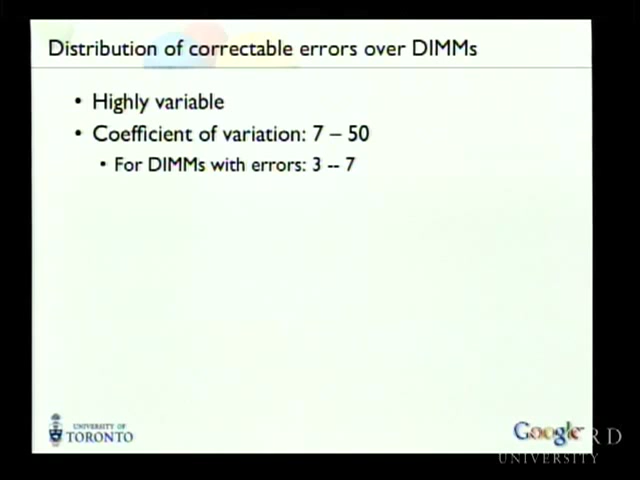 Distribution of correctable errors over DIMMs
• Highly variable
• Coefficient of variation: 7 – 50
• For DIMMs with errors: 3 -- 7
UNIVERSITY OF
TORONTO
Google
RD
UNIVERSITY